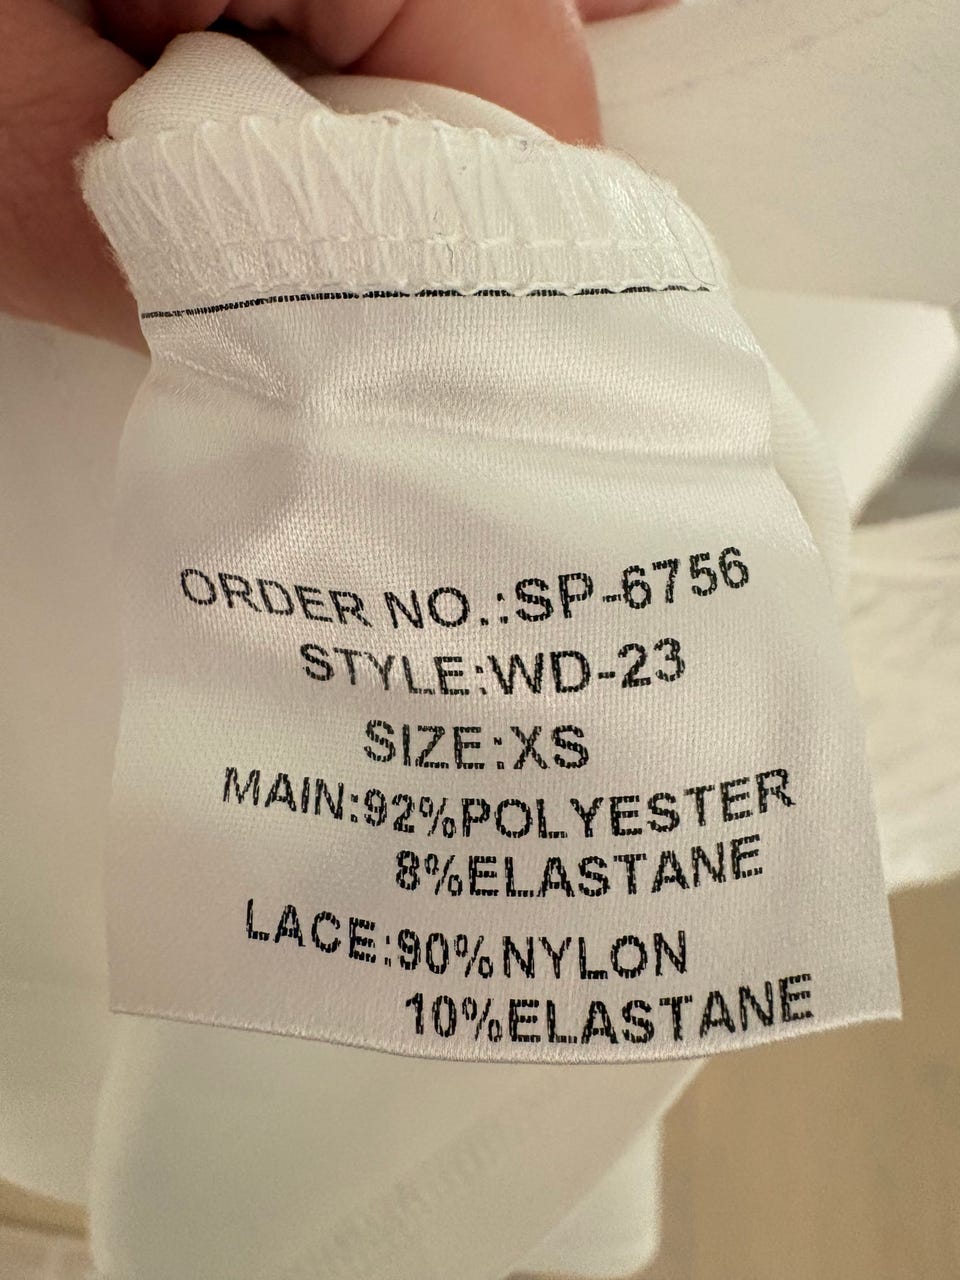 ORDER NO.:SP-6756
STYLE:WD-23
SIZE:XS
MAIN:92%POLYESTER
8%ELASTANE
LACE:90%NYLON
10%ELASTANE